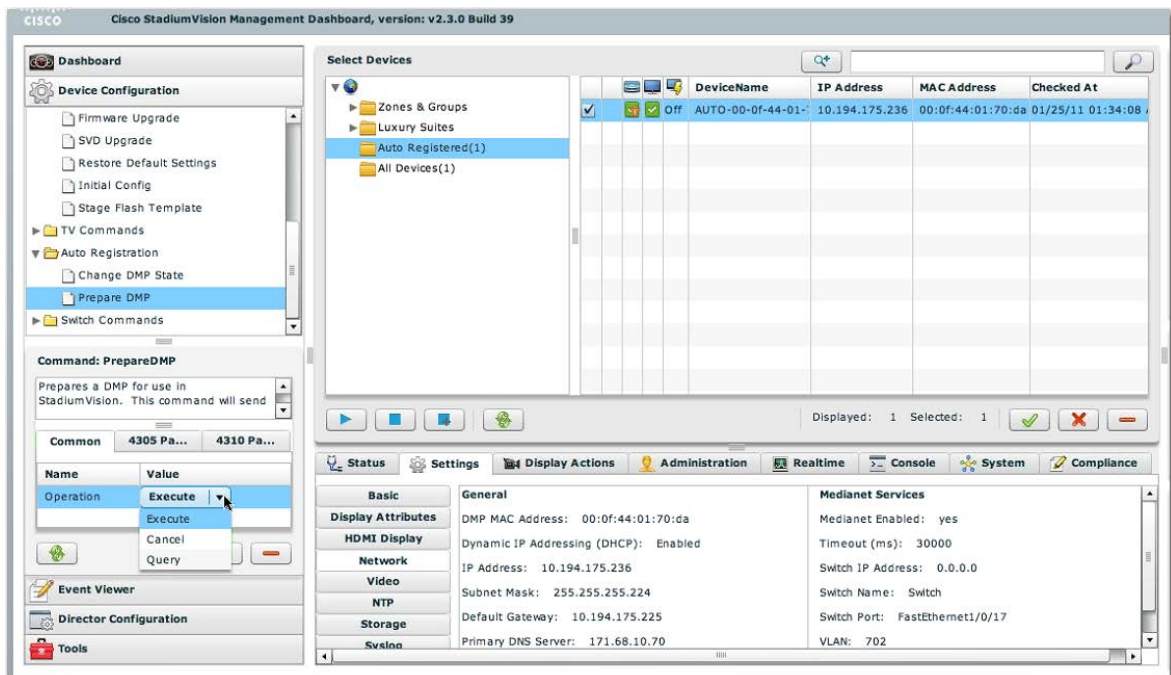 CISCO
Cisco StadiumVision Management Dashboard, version: v2.3.0 Build 39
Dashboard
Device Configuration
Firmware Upgrade
SVD Upgrade
Restore Default Settings
Initial Config
Stage Flash Template
TV Commands
Auto Registration
Change DMP State
Prepare DMP
Switch Commands
Command: PrepareDMP
Prepares a DMP for use in
StadiumVision. This command will send
Common 4305 Pa... 4310 Pa...
Name Value
Operation Execute
Execute
Cancel
Query
Event Viewer
Director Configuration
Tools
Select Devices
Zones & Groups
Luxury Suites
Auto Registered(1)
All Devices(1)
DeviceName IP Address MAC Address Checked At
Off AUTO-00-0f-44-01- 10.194.175.236 00:0f:44:01:70:da 01/25/11 01:34:08
Displayed: 1 Selected: 1
Status Settings Display Actions Administration Realtime Console System Compliance
Basic
Display Attributes
HDMI Display
Network
Video
NTP
Storage
Syslog
General
DMP MAC Address: 00:0f:44:01:70:da
Dynamic IP Addressing (DHCP): Enabled
IP Address: 10.194.175.236
Subnet Mask: 255.255.255.224
Default Gateway: 10.194.175.225
Primary DNS Server: 171.68.10.70
Medianet Services
Medianet Enabled: yes
Timeout (ms): 30000
Switch IP Address: 0.0.0.0
Switch Name: Switch
Switch Port: FastEthernet1/0/17
VLAN: 702